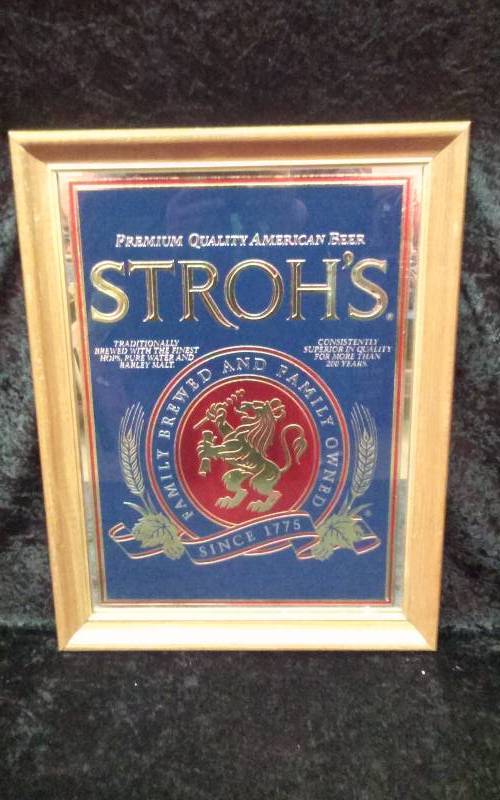 PREMIUM QUALITY AMERICAN BEER
STROH'S®
TRADITIONALLY
BREWED WITH THE FINEST
HOPS, PURE WATER AND
BARLEY MALT.
CONSISTENTLY
SUPERIOR IN QUALITY
FOR MORE THAN
200 YEARS.
FAMILY BREWED AND FAMILY OWNED
SINCE 1775
®